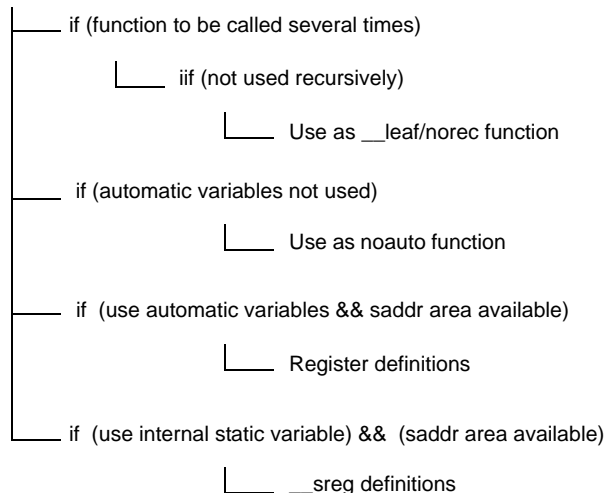 if (function to be called several times)
iif (not used recursively)
Use as __leaf/norec function
if (automatic variables not used)
Use as noauto function
if (use automatic variables && saddr area available)
Register definitions
if (use internal static variable) && (saddr area available)
__sreg definitions